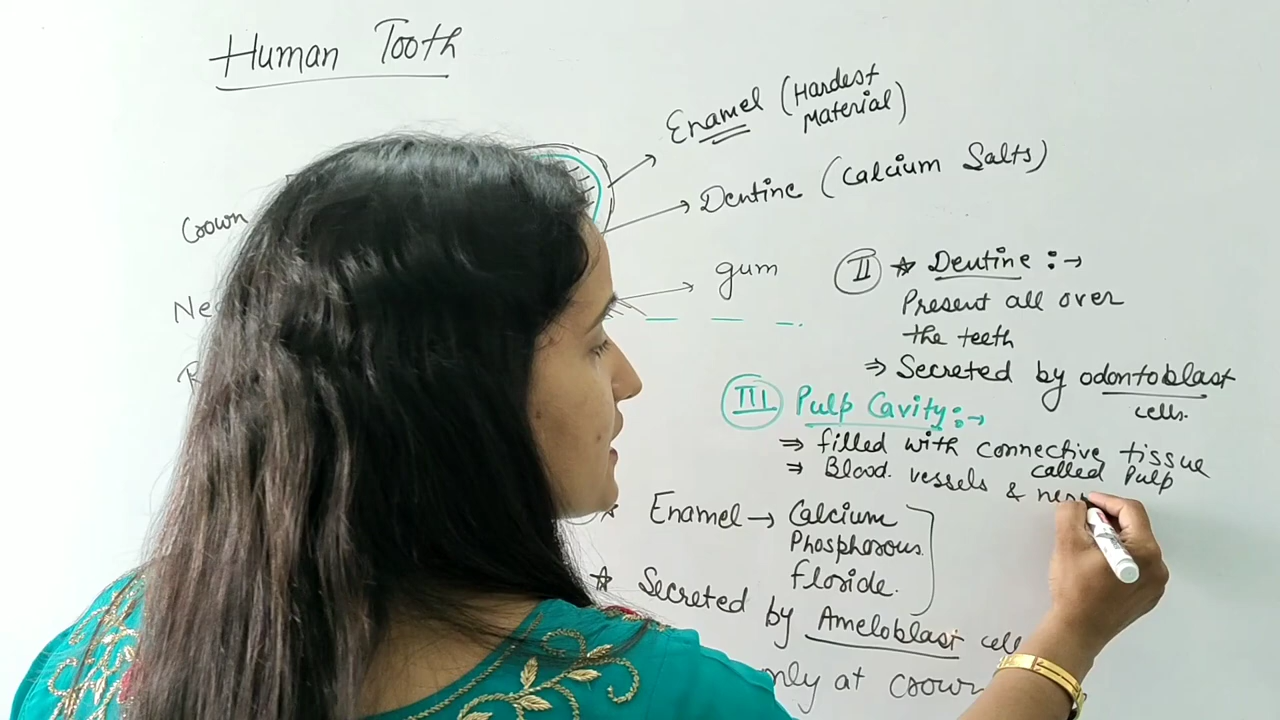 Human Tooth
Enamel (Hardest
Material)
Dentine (Calcium Salts)
Crown
gum
II ☆ Dentine :→
Present all over
the teeth
⇒ Secreted by odontoblast
cells.
III Pulp Cavity:→
⇒ filled with connective tissue
called Pulp
⇒ Blood vessels &
☆ Enamel → Calcium
Phosphorous
floride.
☆ Secreted by Ameloblast
at crown